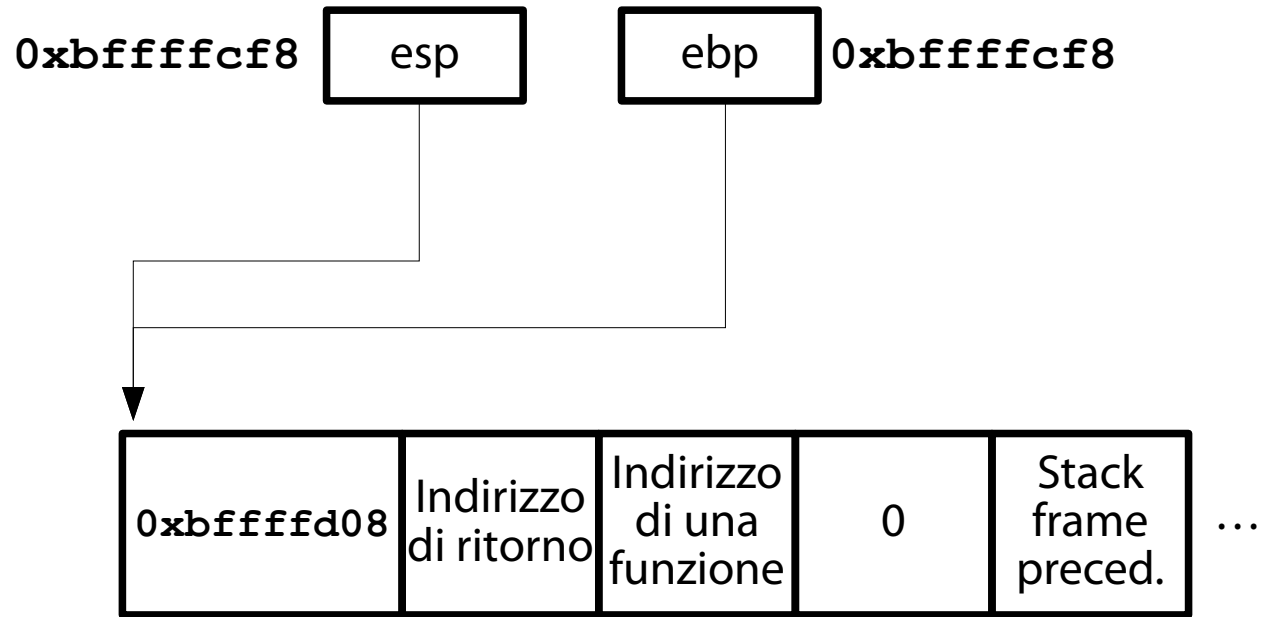 0xbffffcf8
esp
ebp
0xbffffcf8
0xbffffd08
Indirizzo
di ritorno
Indirizzo
di una
funzione
0
Stack
frame
preced.
...